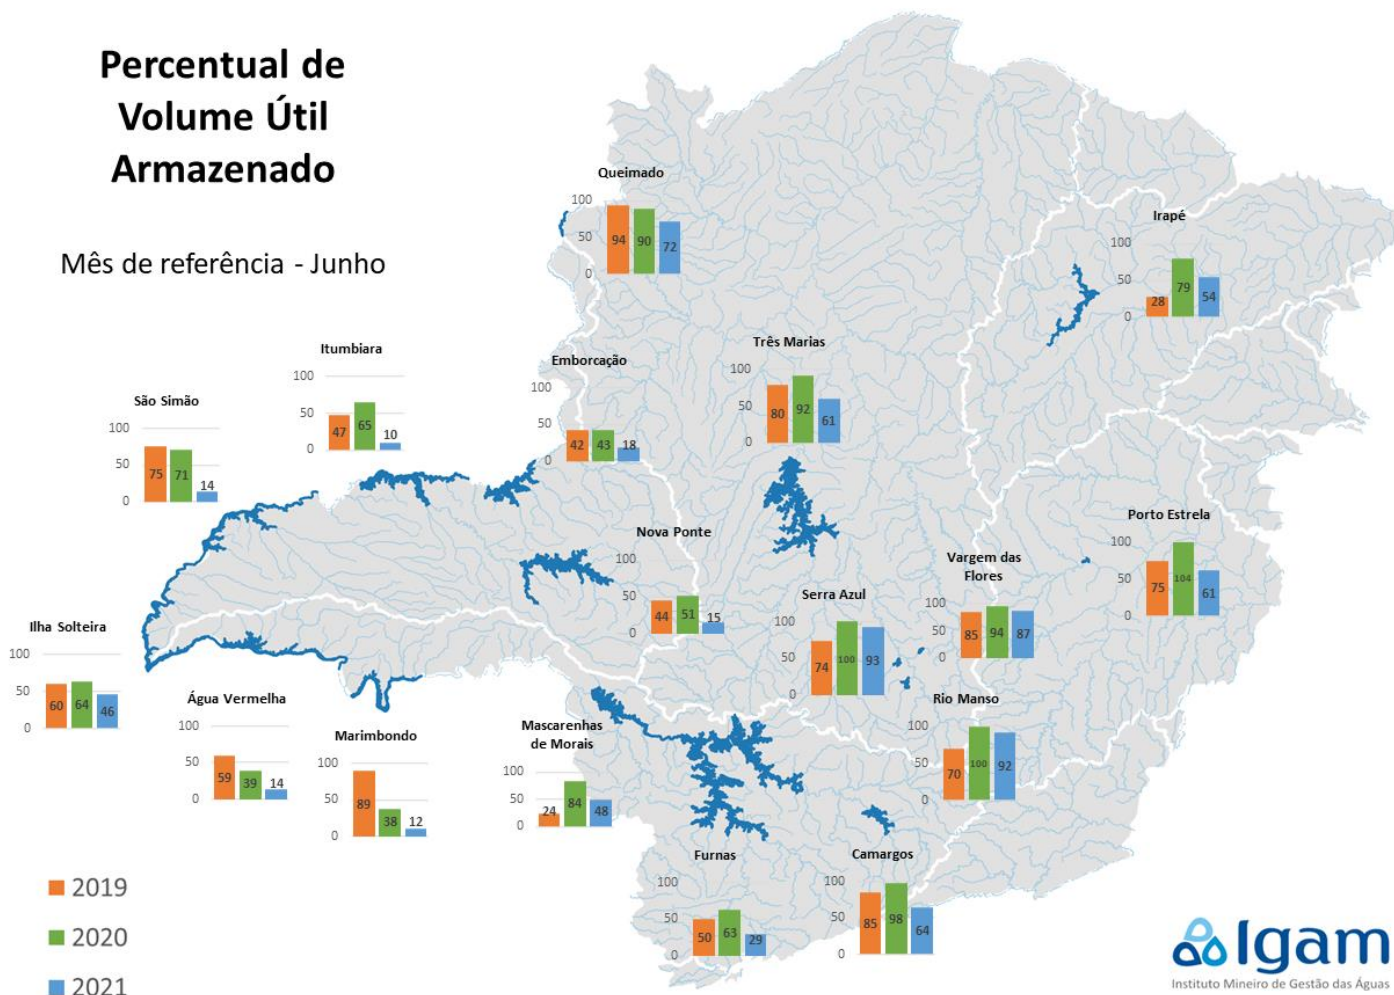 Percentual de
Volume Útil
Armazenado
Mês de referência - Junho
Queimado
100
50
0
94 90 72
Irapé
100
50
0
28 79 54
Três Marias
100
50
0
80 92 61
Itumbiara
100
50
0
47 65 10
Emborcação
100
50
0
42 43 18
São Simão
100
50
0
75 71 14
Porto Estrela
100
50
0
75 104 61
Nova Ponte
100
50
0
44 51 15
Vargem das
Flores
100
50
0
85 94 87
Serra Azul
100
50
0
74 100 93
Ilha Solteira
100
50
0
60 64 46
Água Vermelha
100
50
0
59 39 14
Marimbondo
100
50
0
89 38 12
Mascarenhas
de Morais
100
50
0
24 84 48
Rio Manso
100
50
0
70 100 92
Furnas
100
50
0
50 63 29
Camargos
100
50
0
85 98 64
2019
2020
2021
Igam
Instituto Mineiro de Gestão das Águas